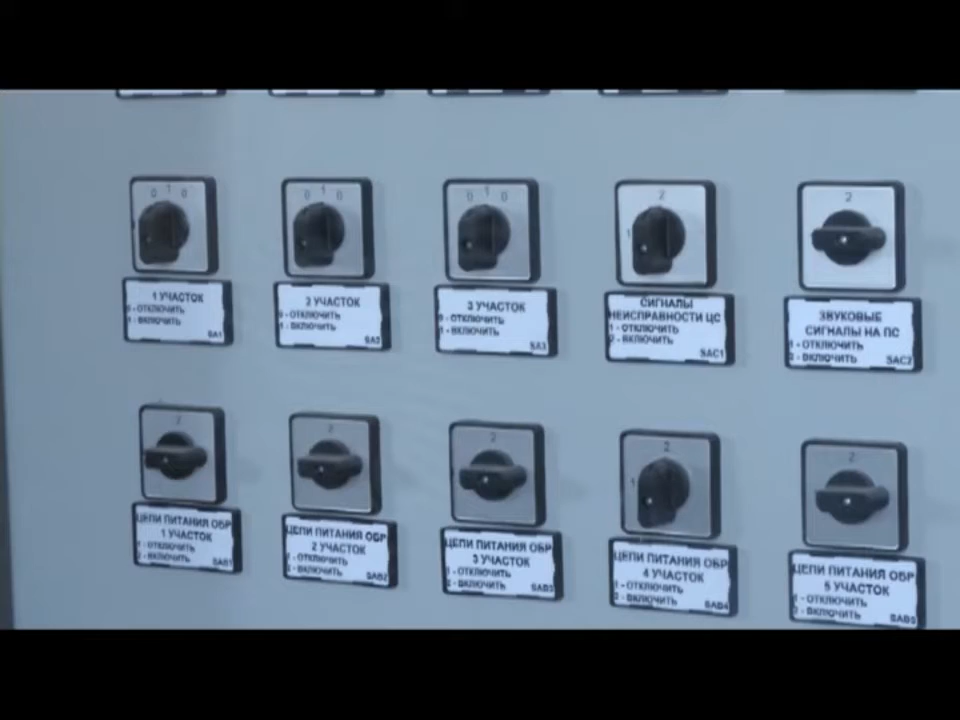 0 1 0
0 1 0
0 1 0
1 2
2
1 УЧАСТОК
0 - ОТКЛЮЧИТЬ
1 - ВКЛЮЧИТЬ
SA1
2 УЧАСТОК
0 - ОТКЛЮЧИТЬ
1 - ВКЛЮЧИТЬ
SA2
3 УЧАСТОК
0 - ОТКЛЮЧИТЬ
1 - ВКЛЮЧИТЬ
SA3
СИГНАЛЫ
НЕИСПРАВНОСТИ ЦС
1 - ОТКЛЮЧИТЬ
2 - ВКЛЮЧИТЬ SAC1
ЗВУКОВЫЕ
СИГНАЛЫ НА ПС
1 - ОТКЛЮЧИТЬ
2 - ВКЛЮЧИТЬ SAC2
2
2
2
1 2
2
ЦЕПИ ПИТАНИЯ ОБР
1 УЧАСТОК
1 - ОТКЛЮЧИТЬ
2 - ВКЛЮЧИТЬ SAB1
ЦЕПИ ПИТАНИЯ ОБР
2 УЧАСТОК
1 - ОТКЛЮЧИТЬ
2 - ВКЛЮЧИТЬ SAB2
ЦЕПИ ПИТАНИЯ ОБР
3 УЧАСТОК
1 - ОТКЛЮЧИТЬ
2 - ВКЛЮЧИТЬ SAB3
ЦЕПИ ПИТАНИЯ ОБР
4 УЧАСТОК
1 - ОТКЛЮЧИТЬ
2 - ВКЛЮЧИТЬ SAB4
ЦЕПИ ПИТАНИЯ ОБР
5 УЧАСТОК
1 - ОТКЛЮЧИТЬ
2 - ВКЛЮЧИТЬ SAB5